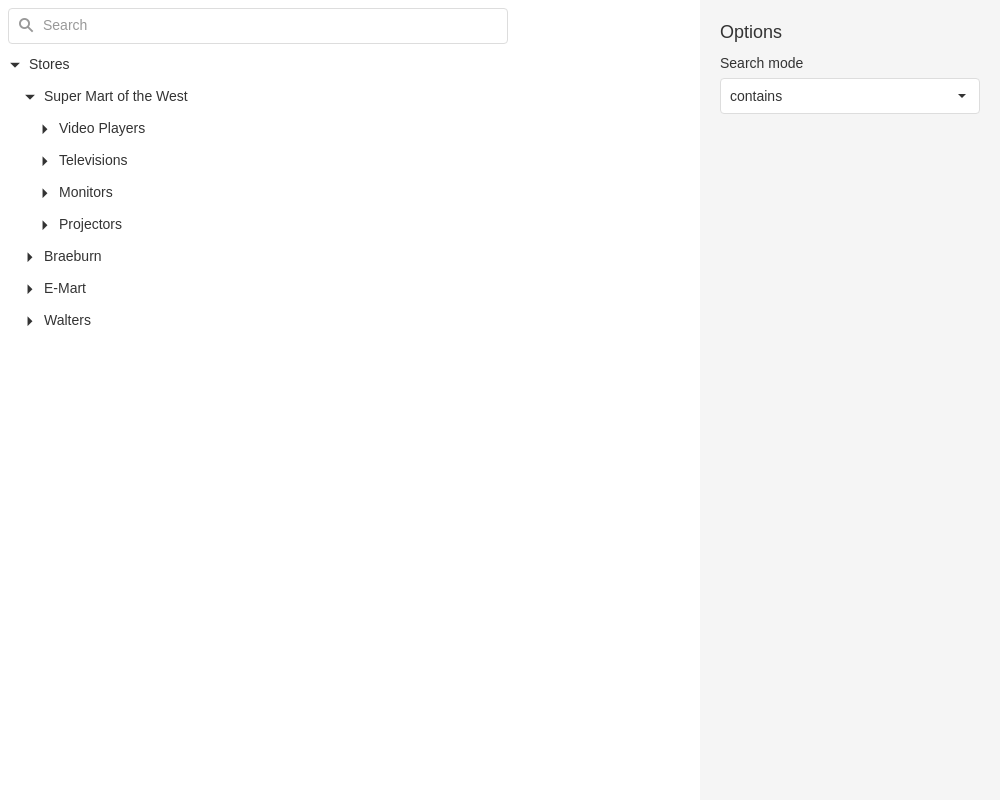 Search
Stores
Super Mart of the West
Video Players
Televisions
Monitors
Projectors
Braeburn
E-Mart
Walters
Options
Search mode
contains